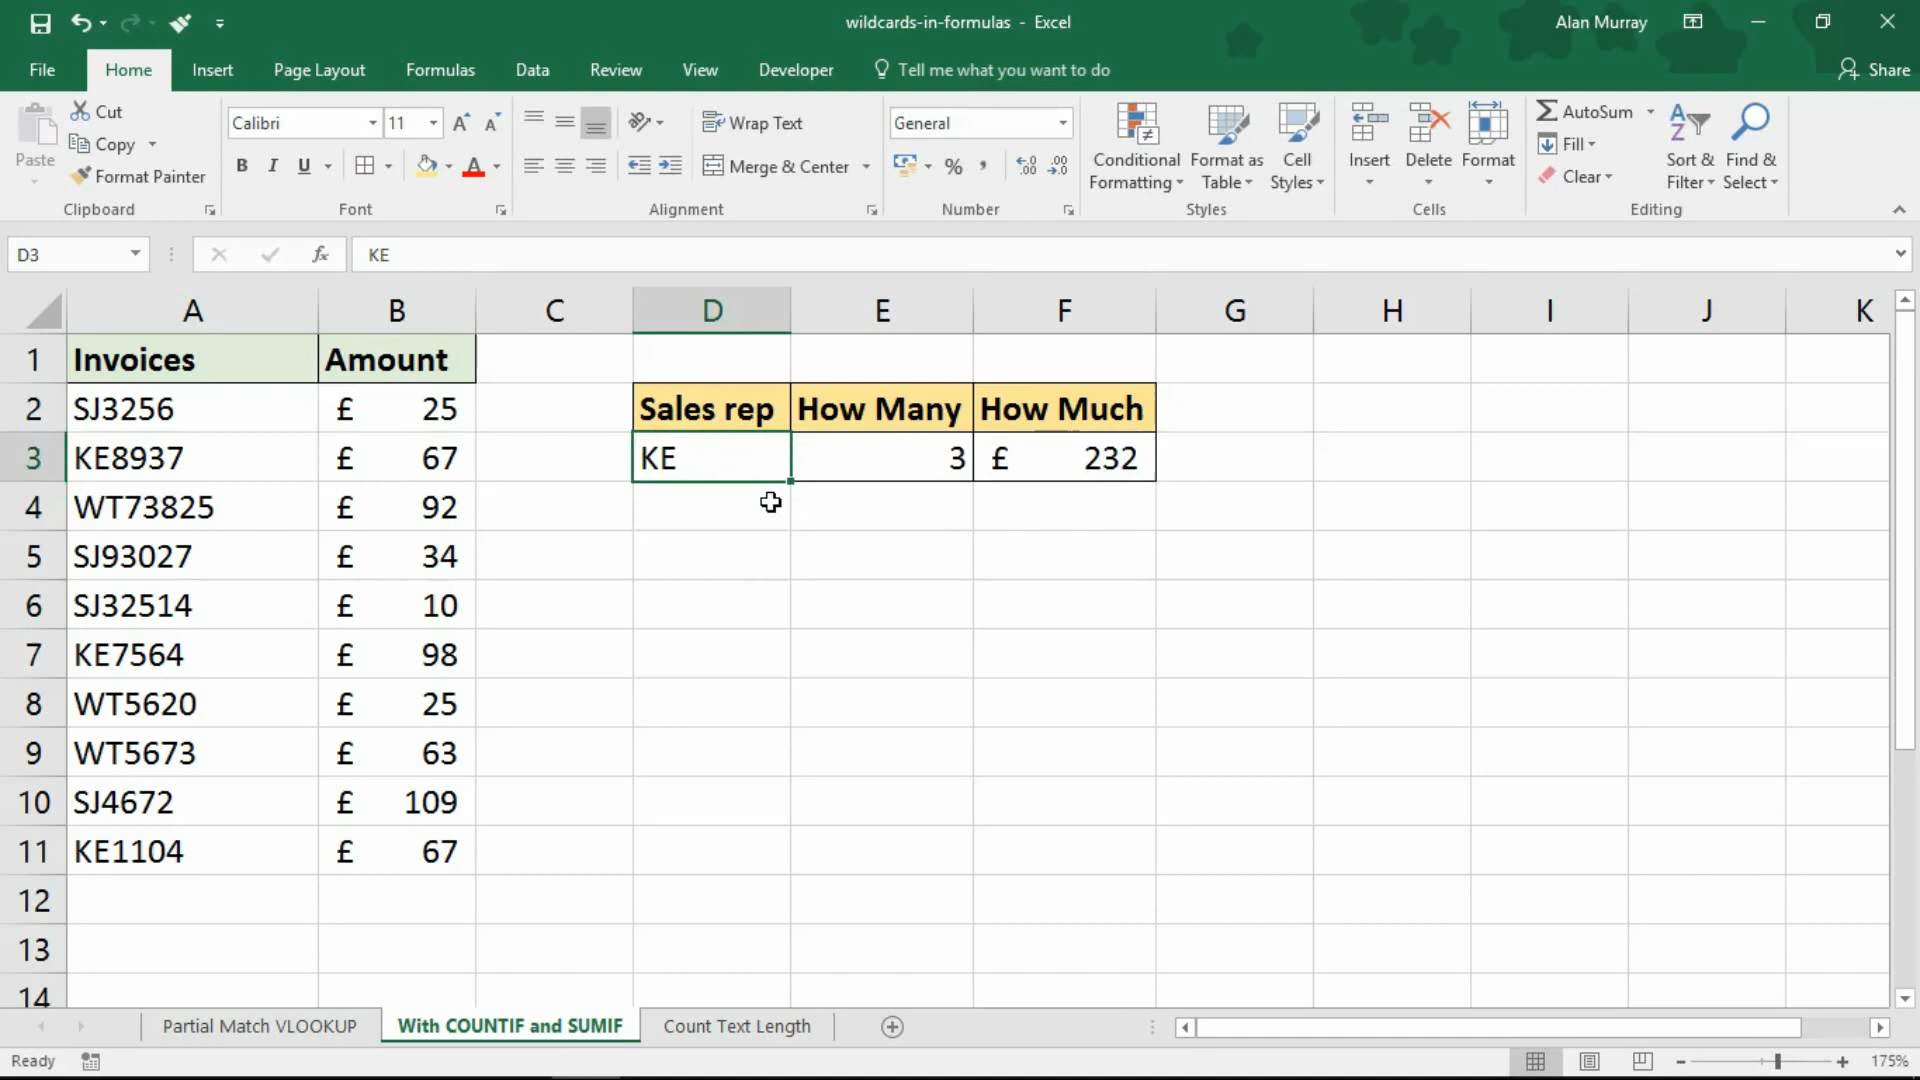 wildcards-in-formulas - Excel
Alan Murray
File Home Insert Page Layout Formulas Data Review View Developer Tell me what you want to do Share
Paste
Cut
Copy
Format Painter
Clipboard
Calibri 11
A A
B I U A
Font
Wrap Text
Merge & Center
Alignment
General
% , .00 .00
Number
Conditional Formatting
Format as Table
Cell Styles
Styles
Insert Delete Format
Cells
AutoSum
Fill
Clear
Sort & Filter
Find & Select
Editing
D3 fx KE
A B C D E F G H I J K
1 Invoices Amount
2 SJ3256 £ 25 Sales rep How Many How Much
3 KE8937 £ 67 KE 3 £ 232
4 WT73825 £ 92
5 SJ93027 £ 34
6 SJ32514 £ 10
7 KE7564 £ 98
8 WT5620 £ 25
9 WT5673 £ 63
10 SJ4672 £ 109
11 KE1104 £ 67
12
13
14
Partial Match VLOOKUP With COUNTIF and SUMIF Count Text Length
Ready 175%